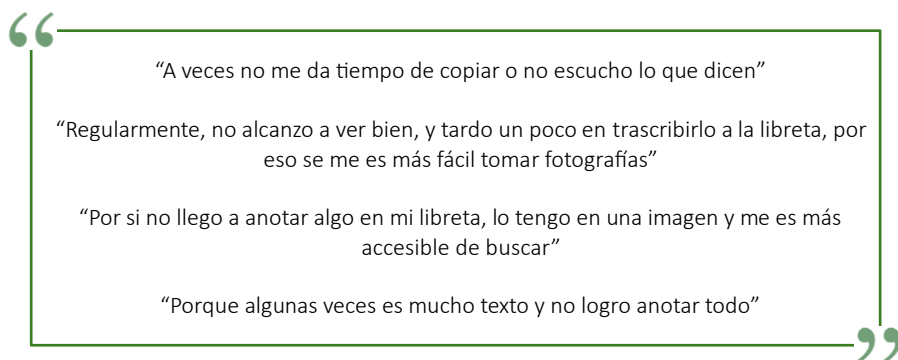 “A veces no me da tiempo de copiar o no escucho lo que dicen”
“Regularmente, no alcanzo a ver bien, y tardo un poco en trascribirlo a la libreta, por
eso se me es más fácil tomar fotografías”
“Por si no llego a anotar algo en mi libreta, lo tengo en una imagen y me es más
accesible de buscar”
“Porque algunas veces es mucho texto y no logro anotar todo”